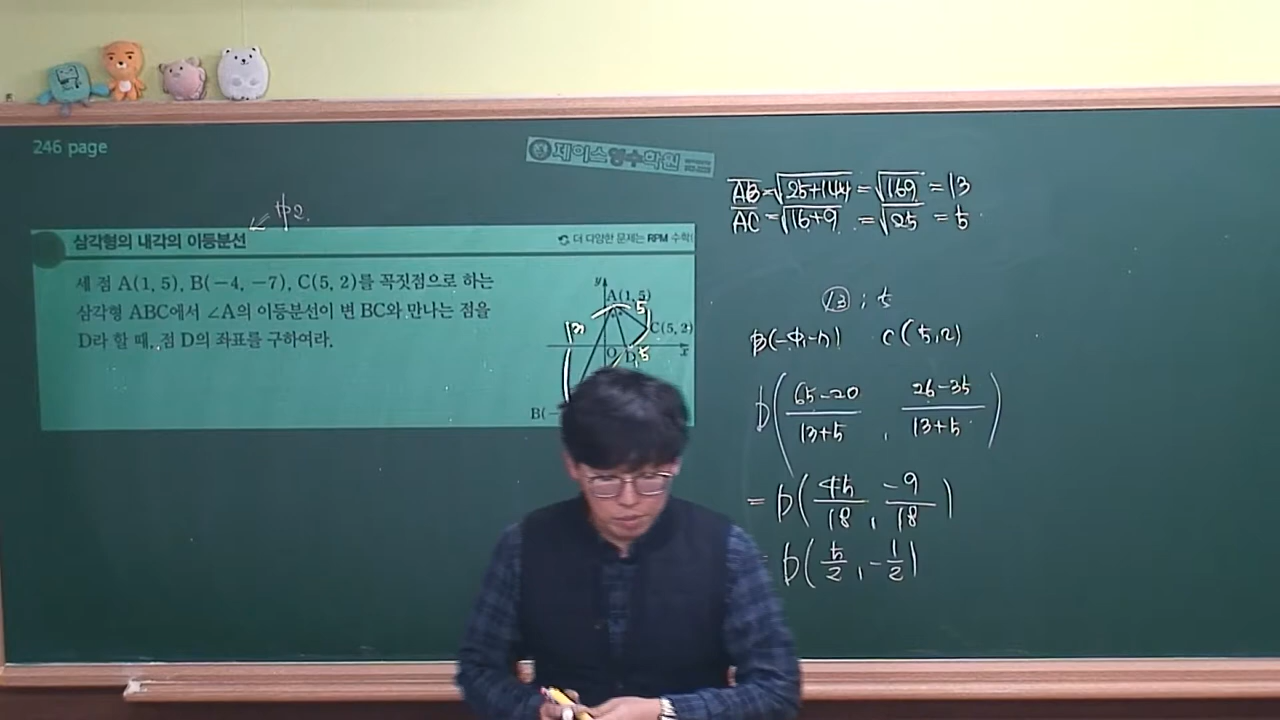 246 page
제이스영수학원
中2.
삼각형의 내각의 이등분선
더 다양한 문제는 RPM 수학(
세 점 A(1, 5), B(−4, −7), C(5, 2)를 꼭짓점으로 하는
삼각형 ABC에서 ∠A의 이등분선이 변 BC와 만나는 점을
D라 할 때, 점 D의 좌표를 구하여라.
y
A(1, 5)
5
13
C(5, 2)
O
D
5
x
B(−
AB=√25+144 = √169 = 13
AC=√16+9 = √25 = 5
13 : 5
B(-4,-7) C(5,2)
D(65-20/13+5 , 26-35/13+5)
= D(45/18 , -9/18)
D(5/2 , -1/2)